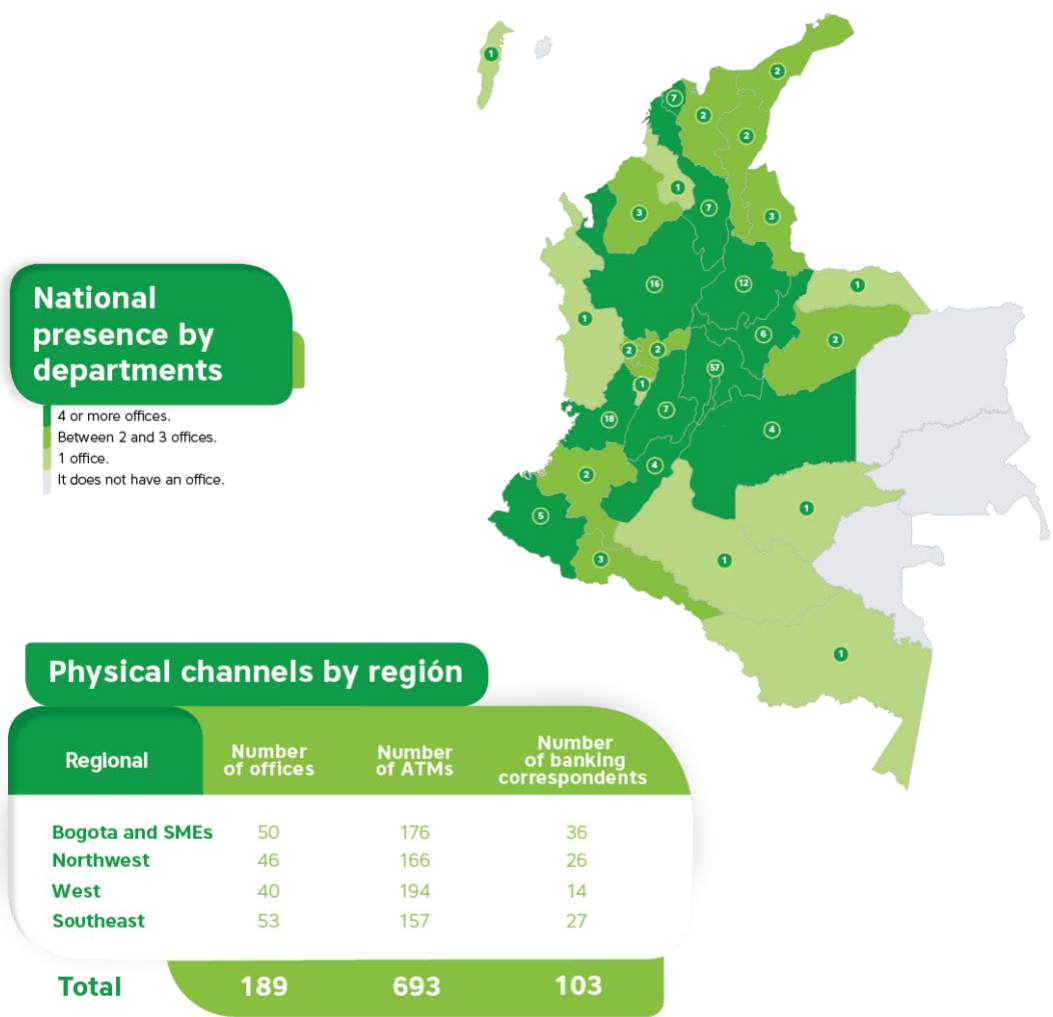 1
2
7
2
2
1
7
3
3
16
12
1
1
6
2
2
2
57
1
7
18
4
4
2
1
5
3
1
1
National
presence by
departments
4 or more offices.
Between 2 and 3 offices.
1 office.
It does not have an office.
Physical channels by región
Regional
Number
of offices
Number
of ATMs
Number
of banking
correspondents
Bogota and SMEs 50 176 36
Northwest 46 166 26
West 40 194 14
Southeast 53 157 27
Total 189 693 103